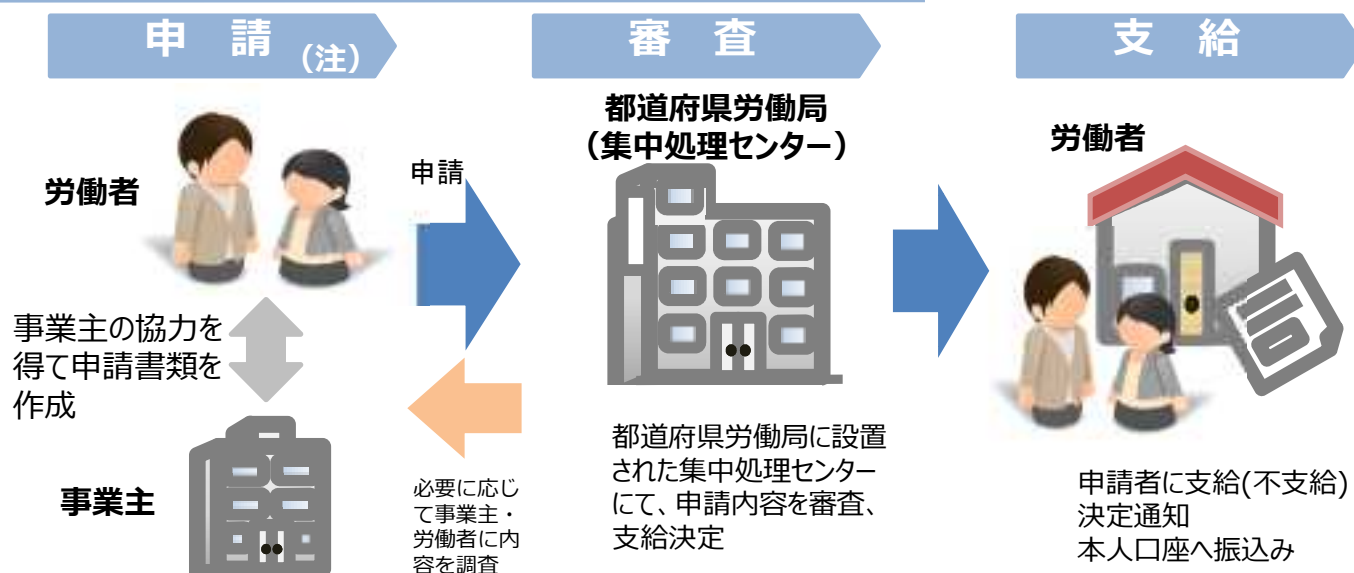 申 請 (注)
審 査
支 給
労働者
事業主の協力を
得て申請書類を
作成
事業主
申請
必要に応じ
て事業主・
労働者に内
容を調査
都道府県労働局
(集中処理センター)
都道府県労働局に設置
された集中処理センター
にて、申請内容を審査、
支給決定
労働者
申請者に支給(不支給)
決定通知
本人口座へ振込み